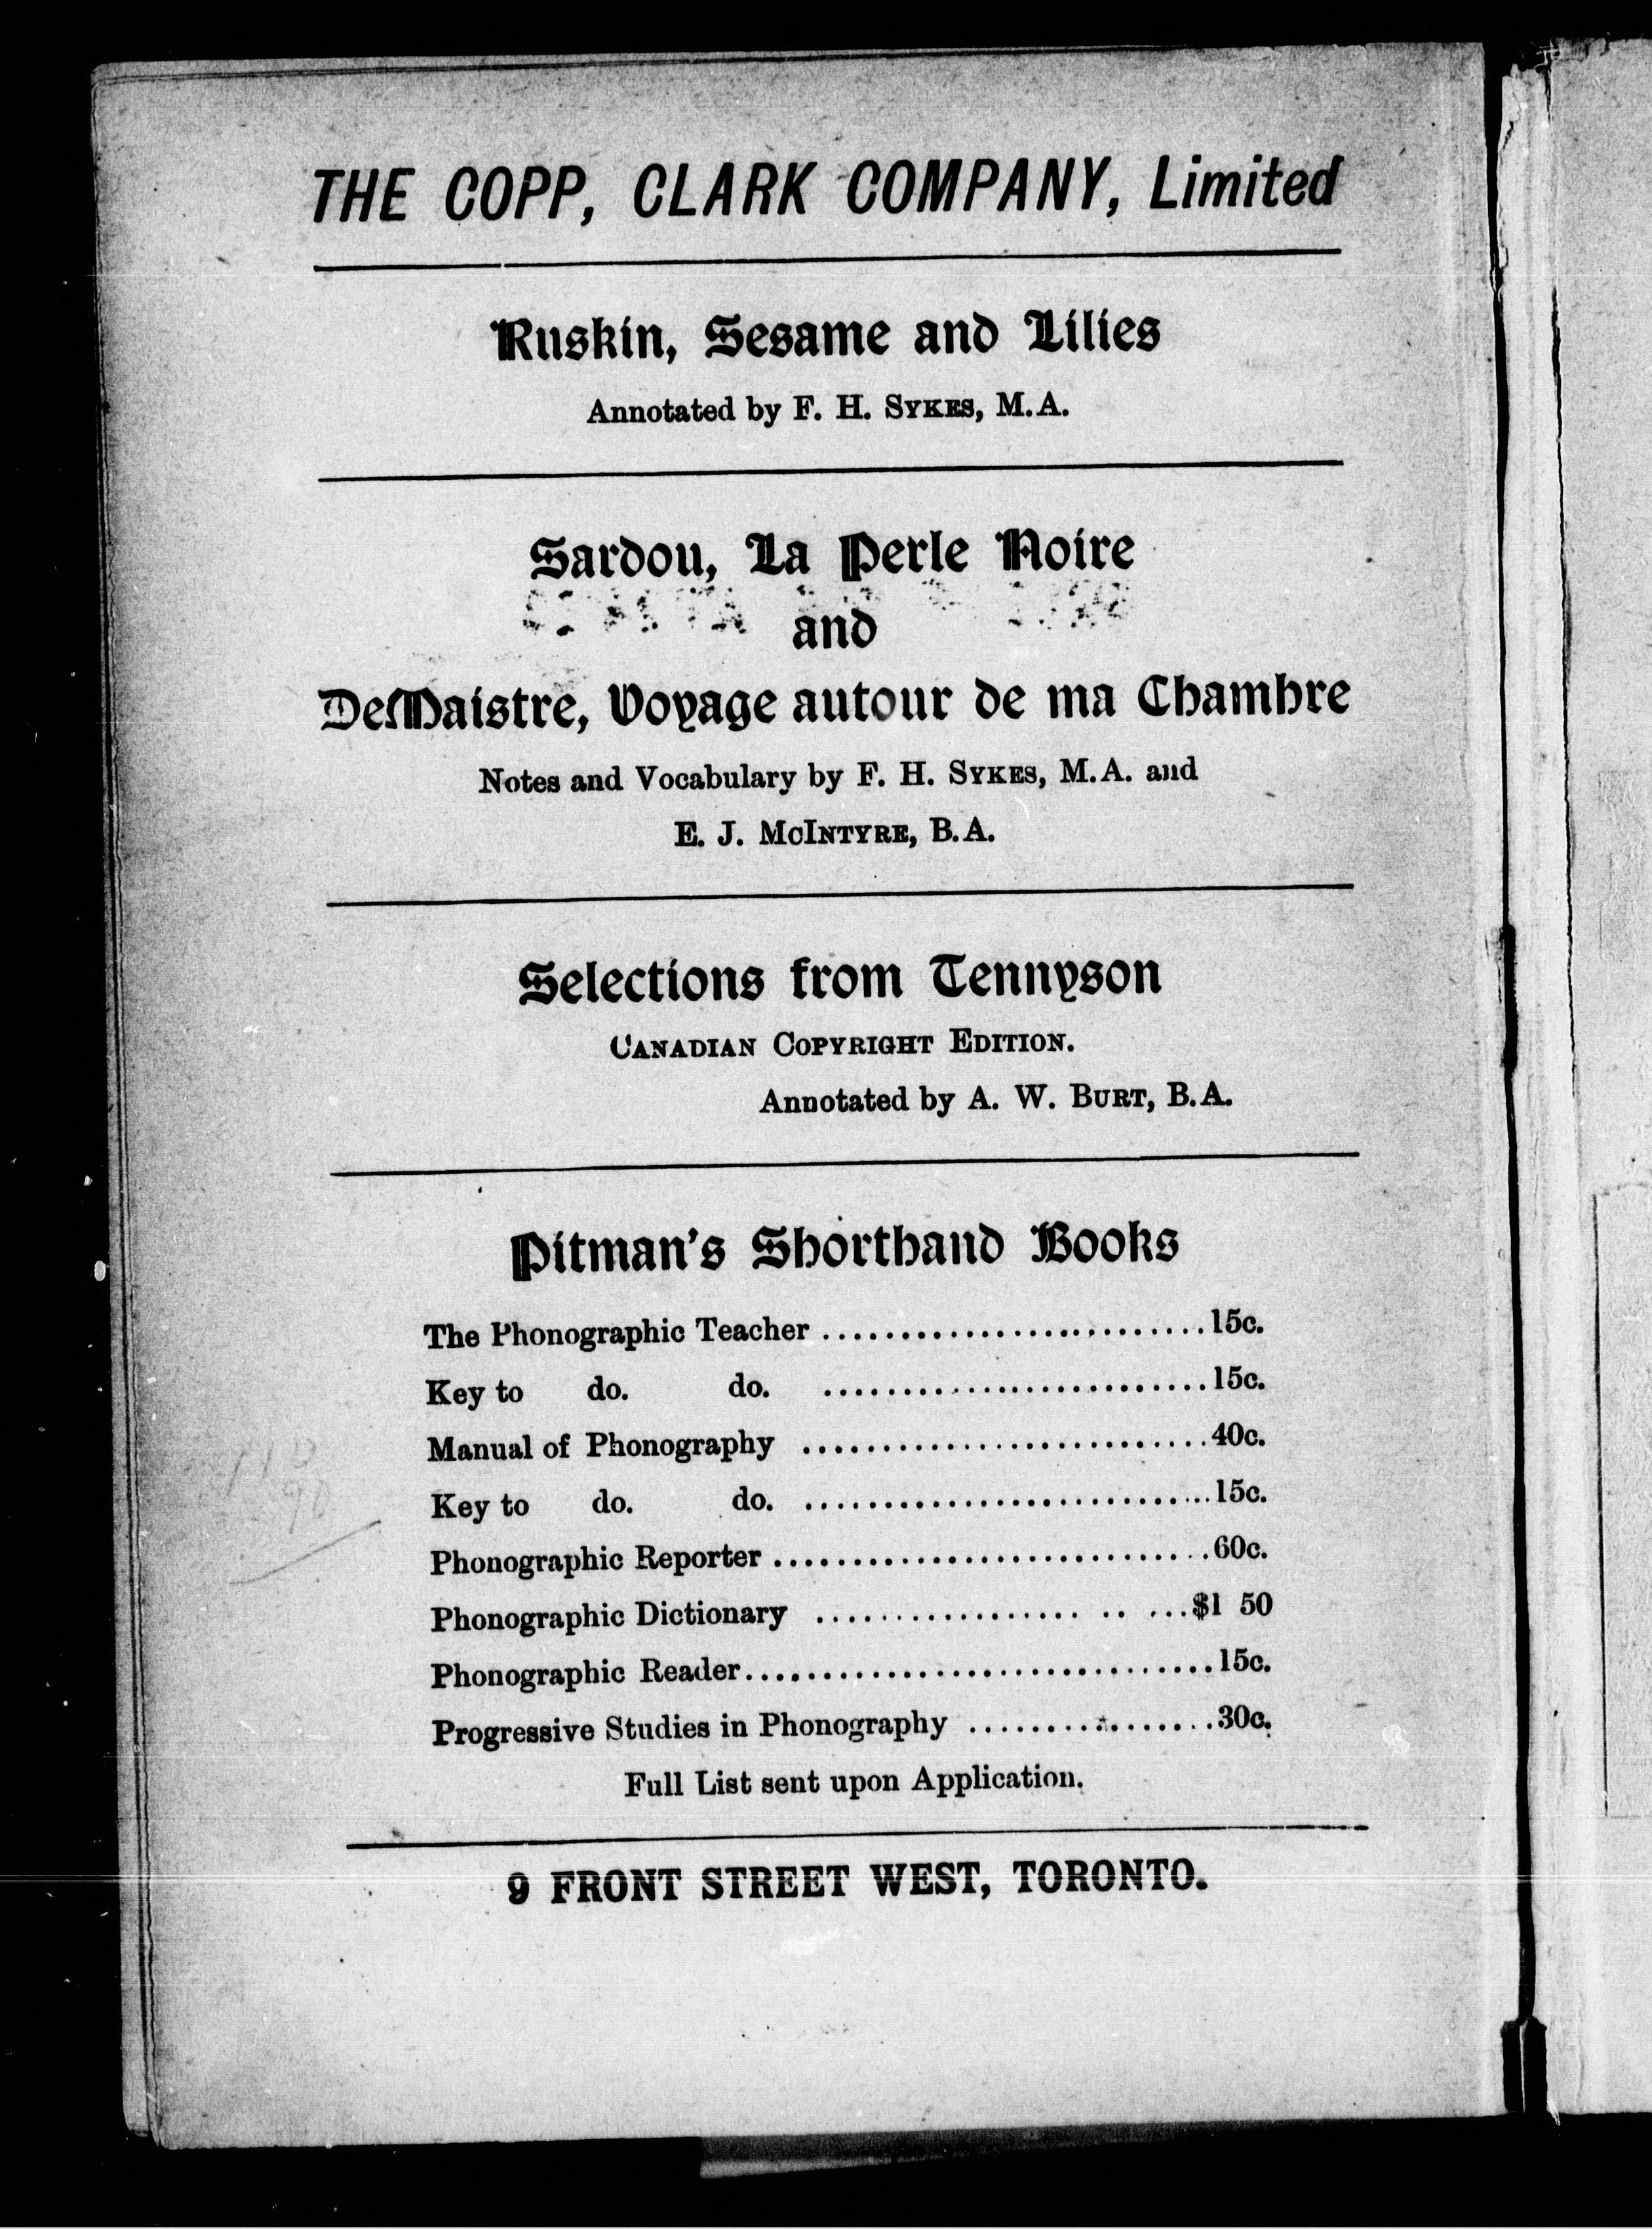 THE COPP, CLARK COMPANY, Limited
Ruskin, Sesame and Lilies
Annotated by F. H. SYKES, M.A.
Sardou, La Perle Noire
and
DeMaistre, Voyage autour de ma Chambre
Notes and Vocabulary by F. H. SYKES, M.A. and
E. J. MCINTYRE, B.A.
Selections from Tennyson
CANADIAN COPYRIGHT EDITION.
Annotated by A. W. BURT, B.A.
Pitman's Shorthand Books
The Phonographic Teacher ........................ 15c.
Key to do. do. ........................ 15c.
Manual of Phonography ........................ 40c.
Key to do. do. ........................ 15c.
Phonographic Reporter ........................ 60c.
Phonographic Dictionary ........................ $1 50
Phonographic Reader ........................ 15c.
Progressive Studies in Phonography ................ 30c.
Full List sent upon Application.
9 FRONT STREET WEST, TORONTO.